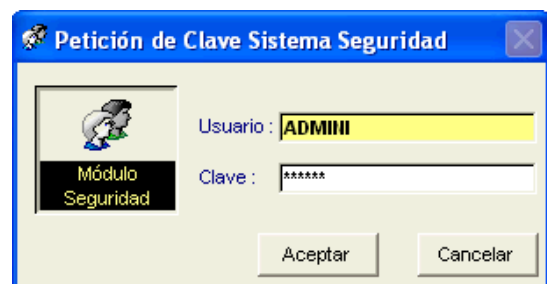 Petición de Clave Sistema Seguridad
Usuario : ADMINI
Módulo
Seguridad
Clave : ******
Aceptar Cancelar